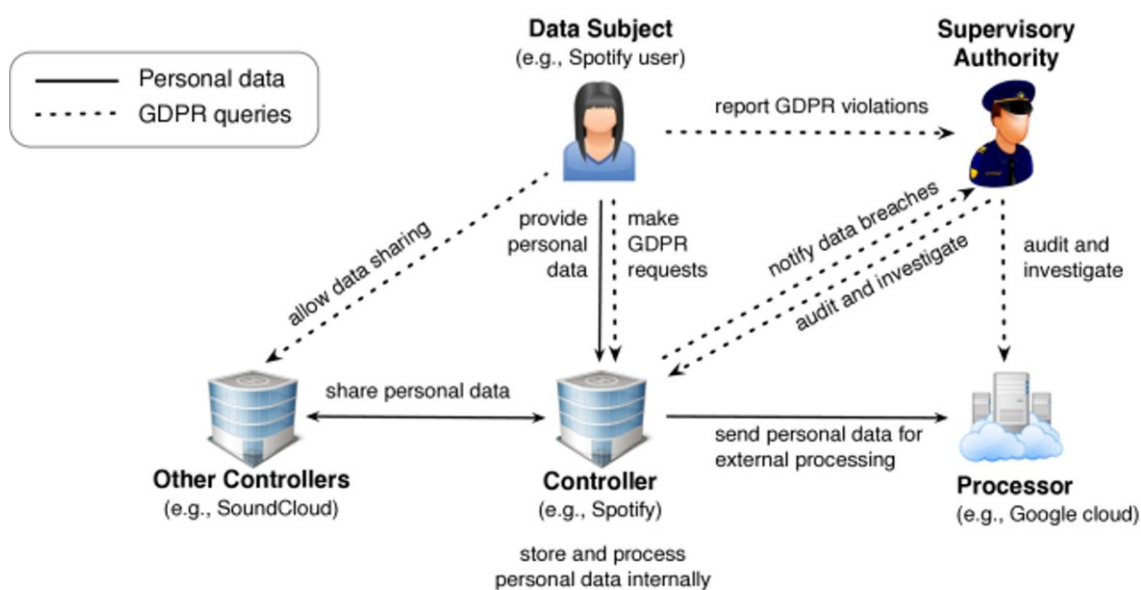 Data Subject
(e.g., Spotify user)
Supervisory
Authority
Personal data
GDPR queries
report GDPR violations
allow data sharing
provide
personal
data
make
GDPR
requests
notify data breaches
audit and investigate
audit and
investigate
share personal data
send personal data for
external processing
Other Controllers
(e.g., SoundCloud)
Controller
(e.g., Spotify)
Processor
(e.g., Google cloud)
store and process
personal data internally